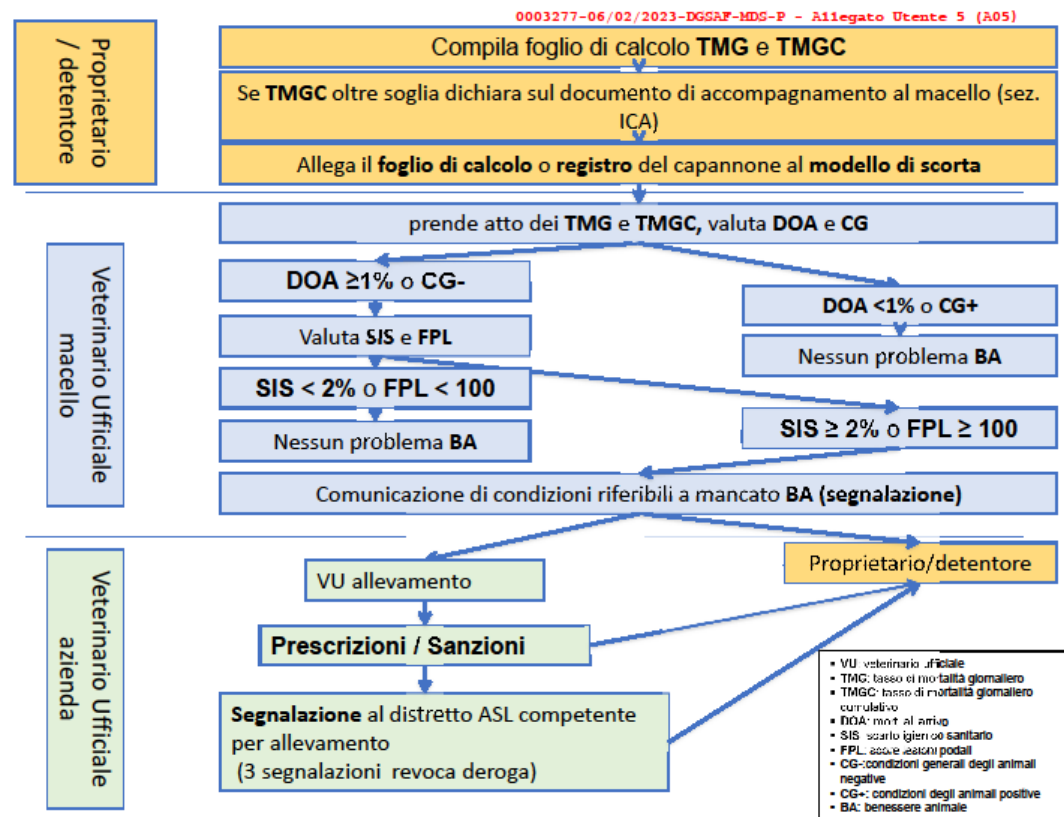 0003277-06/02/2023-DGSAF-MDS-P - Allegato Utente 5 (A05)
Proprietario
/ detentore
Compila foglio di calcolo TMG e TMGC
Se TMGC oltre soglia dichiara sul documento di accompagnamento al macello (sez.
ICA)
Allega il foglio di calcolo o registro del capannone al modello di scorta
Veterinario Ufficiale
macello
prende atto dei TMG e TMGC, valuta DOA e CG
DOA ≥1% o CG-
DOA <1% o CG+
Valuta SIS e FPL
Nessun problema BA
SIS < 2% o FPL < 100
SIS ≥ 2% o FPL ≥ 100
Nessun problema BA
Comunicazione di condizioni riferibili a mancato BA (segnalazione)
Veterinario Ufficiale
azienda
VU allevamento
Proprietario/detentore
Prescrizioni / Sanzioni
Segnalazione al distretto ASL competente
per allevamento
(3 segnalazioni revoca deroga)
• VU: veterinario ufficiale
• TMG: tasso di mortalità giornaliero
• TMGC: tasso di mortalità giornaliero
cumulativo
• DOA: morti all arrivo
• SIS: scarto igienico sanitario
• FPL: score lesioni podali
• CG-:condizioni generali degli animali
negative
• CG+: condizioni degli animali positive
• BA: benessere animale